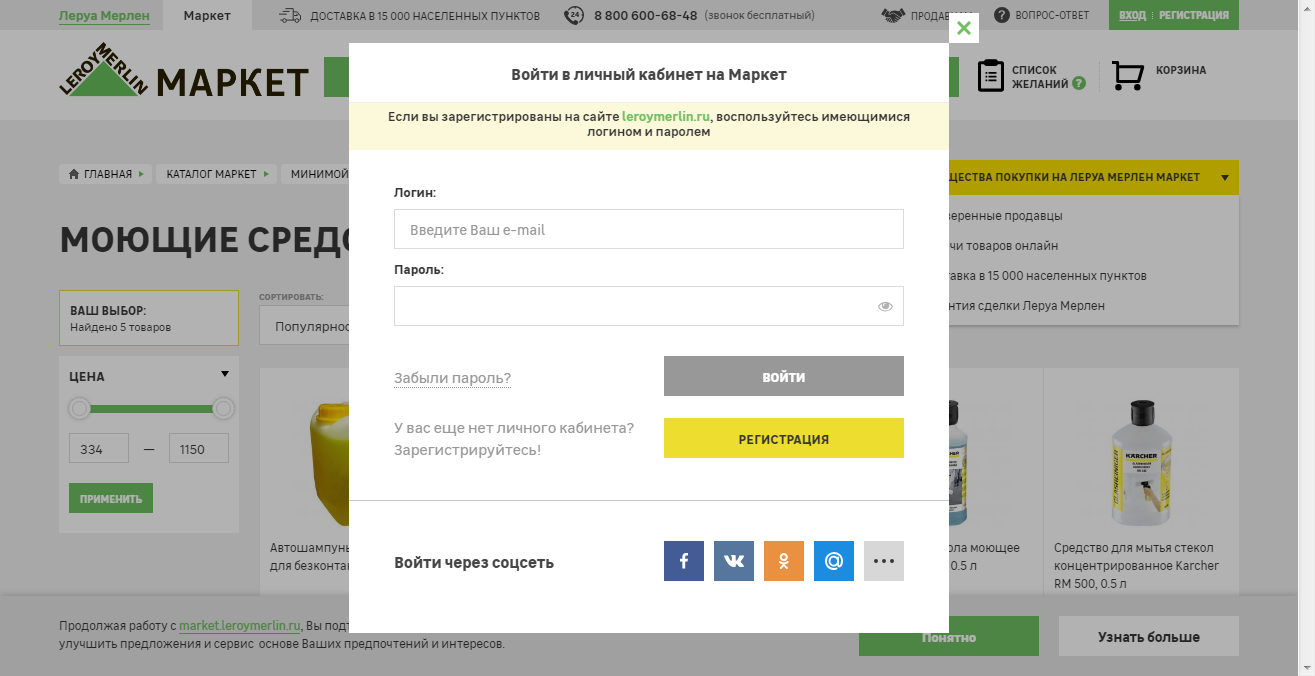 Леруа Мерлен
Маркет
ДОСТАВКА В 15 000 НАСЕЛЕННЫХ ПУНКТОВ
24
8 800 600-68-48 (звонок бесплатный)
ВОПРОС-ОТВЕТ
ВХОД РЕГИСТРАЦИЯ
LEROY MERLIN
МАРКЕТ
СПИСОК
ЖЕЛАНИЙ ?
КОРЗИНА
Войти в личный кабинет на Маркет
Если вы зарегистрированы на сайте leroymerlin.ru, воспользуйтесь имеющимися
логином и паролем
Логин:
Введите Ваш e-mail
Пароль:
Забыли пароль?
ВОЙТИ
У вас еще нет личного кабинета?
Зарегистрируйтесь!
РЕГИСТРАЦИЯ
Войти через соцсеть
ГЛАВНАЯ
КАТАЛОГ МАРКЕТ
МИНИМОЙ
МОЮЩИЕ СРЕДС
ВАШ ВЫБОР:
Найдено 5 товаров
СОРТИРОВАТЬ:
Популярнос
ЦЕНА
334 — 1150
ПРИМЕНИТЬ
ЩЕСТВА ПОКУПКИ НА ЛЕРУА МЕРЛЕН МАРКЕТ
веренные продавцы
чи товаров онлайн
тавка в 15 000 населенных пунктов
нтия сделки Леруа Мерлен
Автошампунь
для безконта
ола моющее
0.5 л
KARCHER
Средство для мытья стекол
концентрированное Karcher
RM 500, 0.5 л
Продолжая работу с market.leroymerlin.ru, Вы подт
улучшить предложения и сервис основе Ваших предпочтений и интересов.
Понятно
Узнать больше